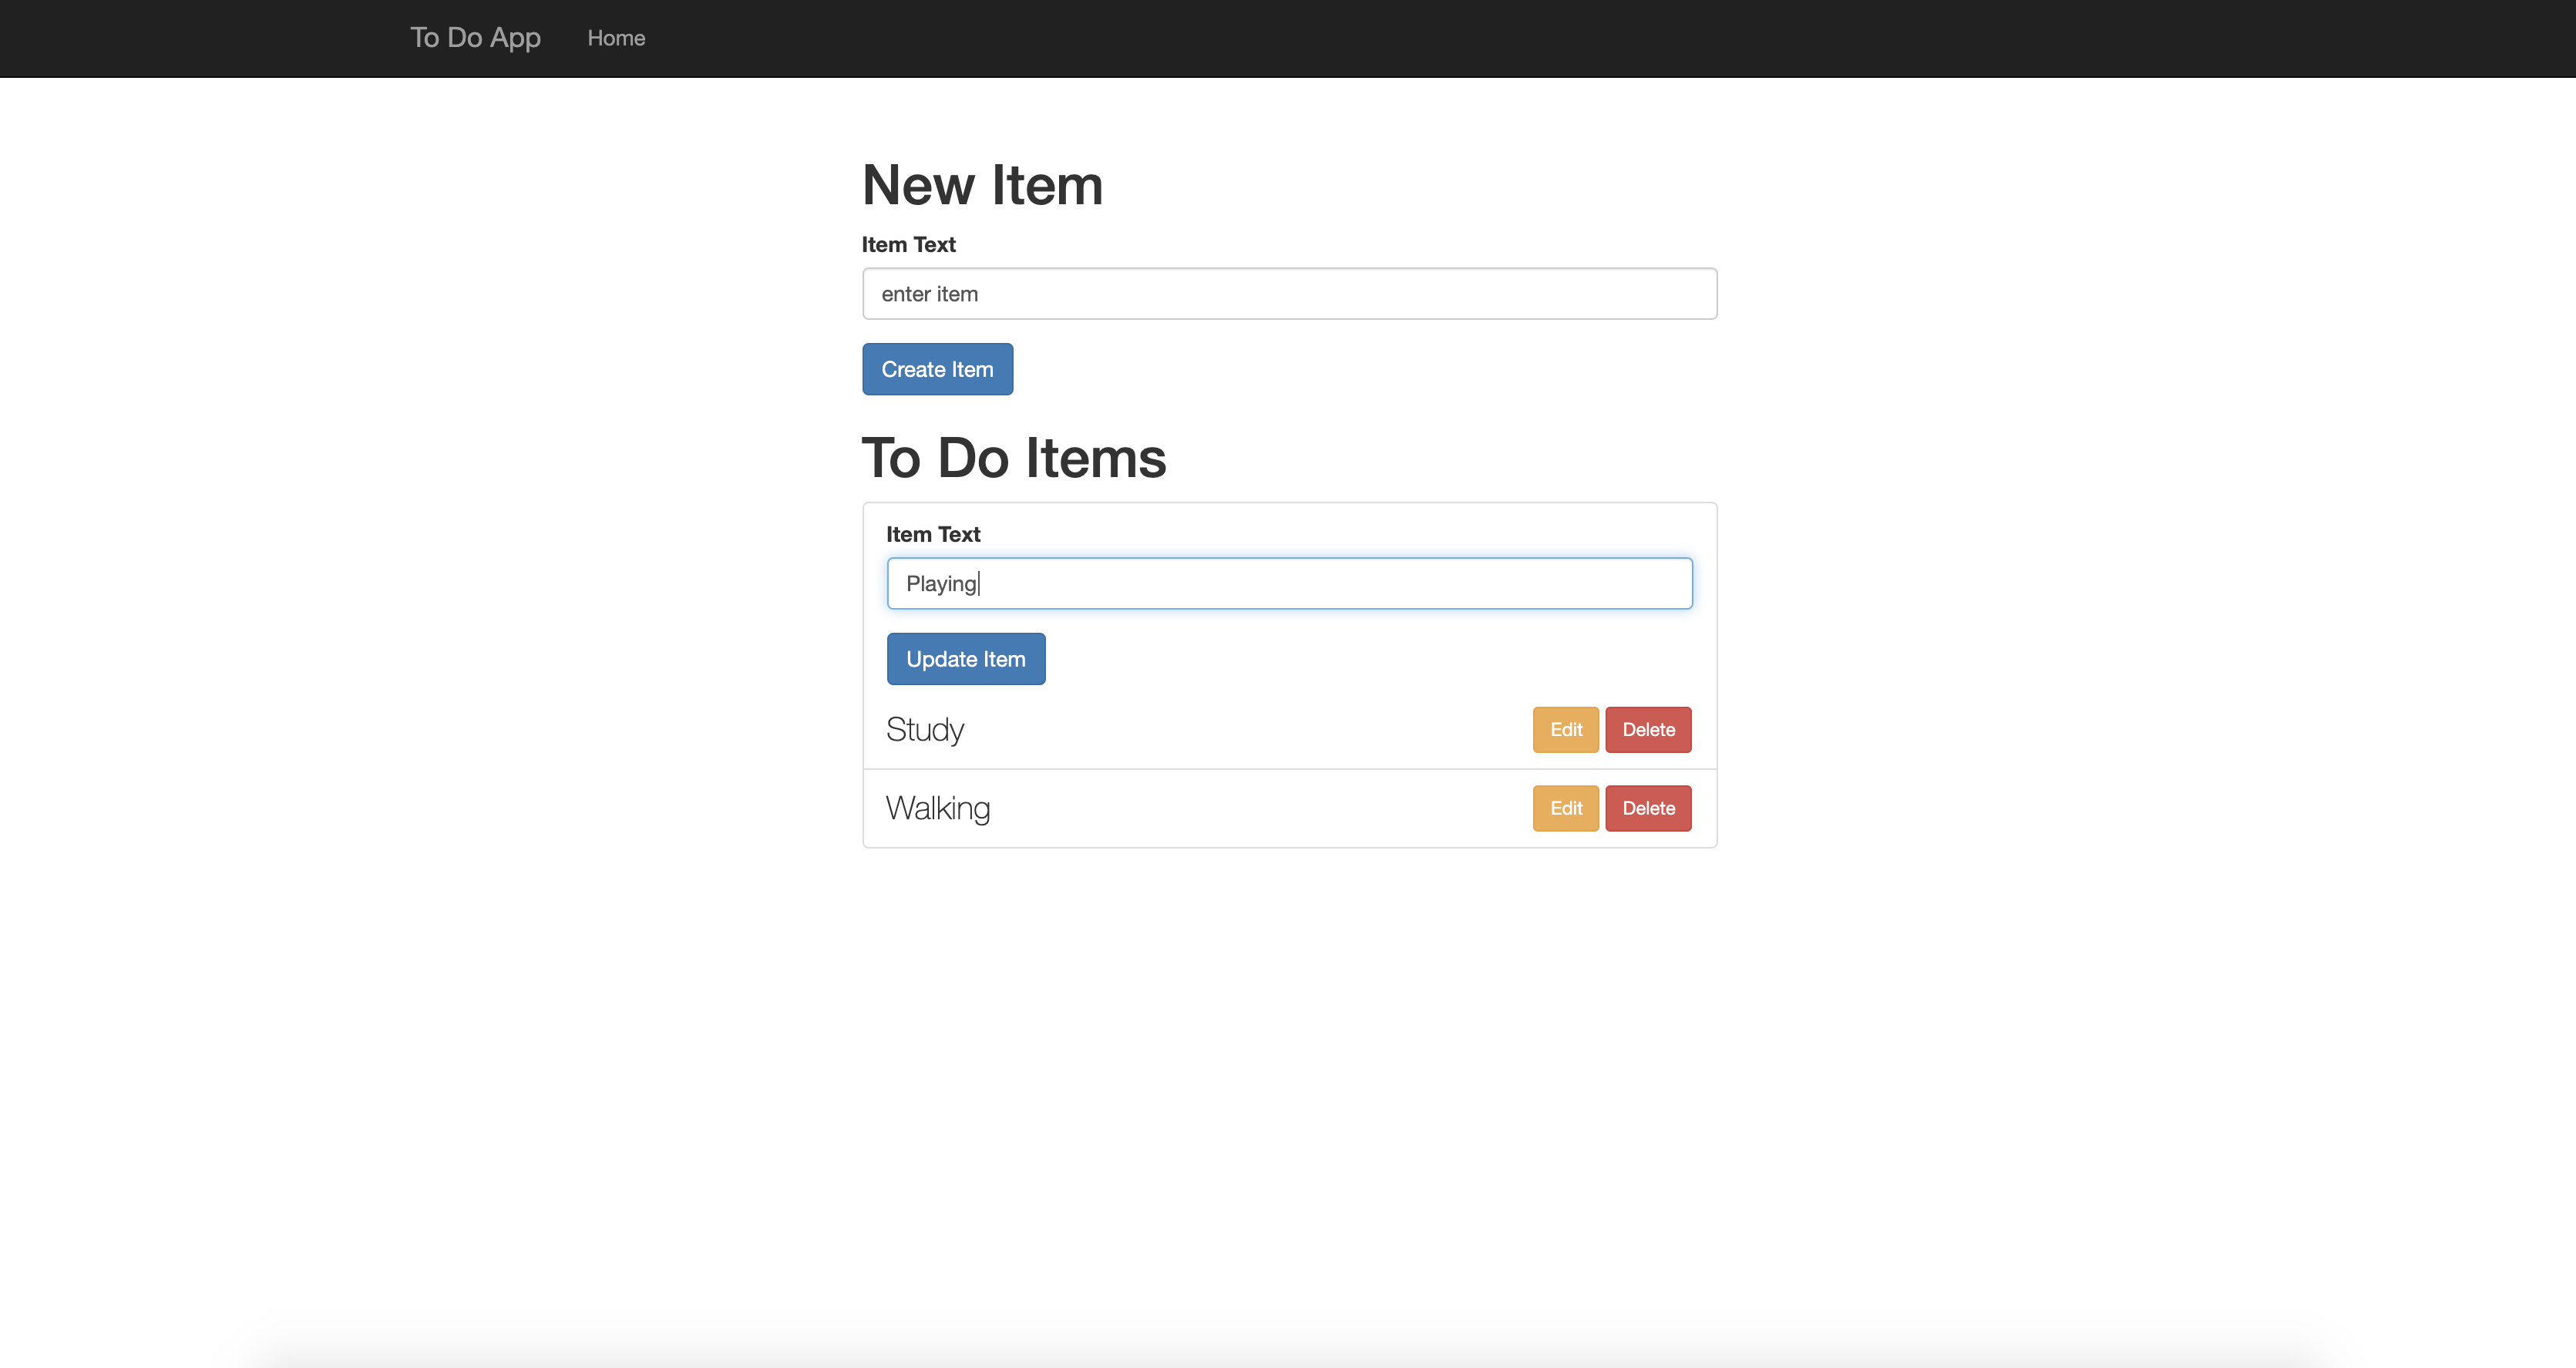 To Do App Home
New Item
Item Text
enter item
Create Item
To Do Items
Item Text
Playing
Update Item
Study Edit Delete
Walking Edit Delete